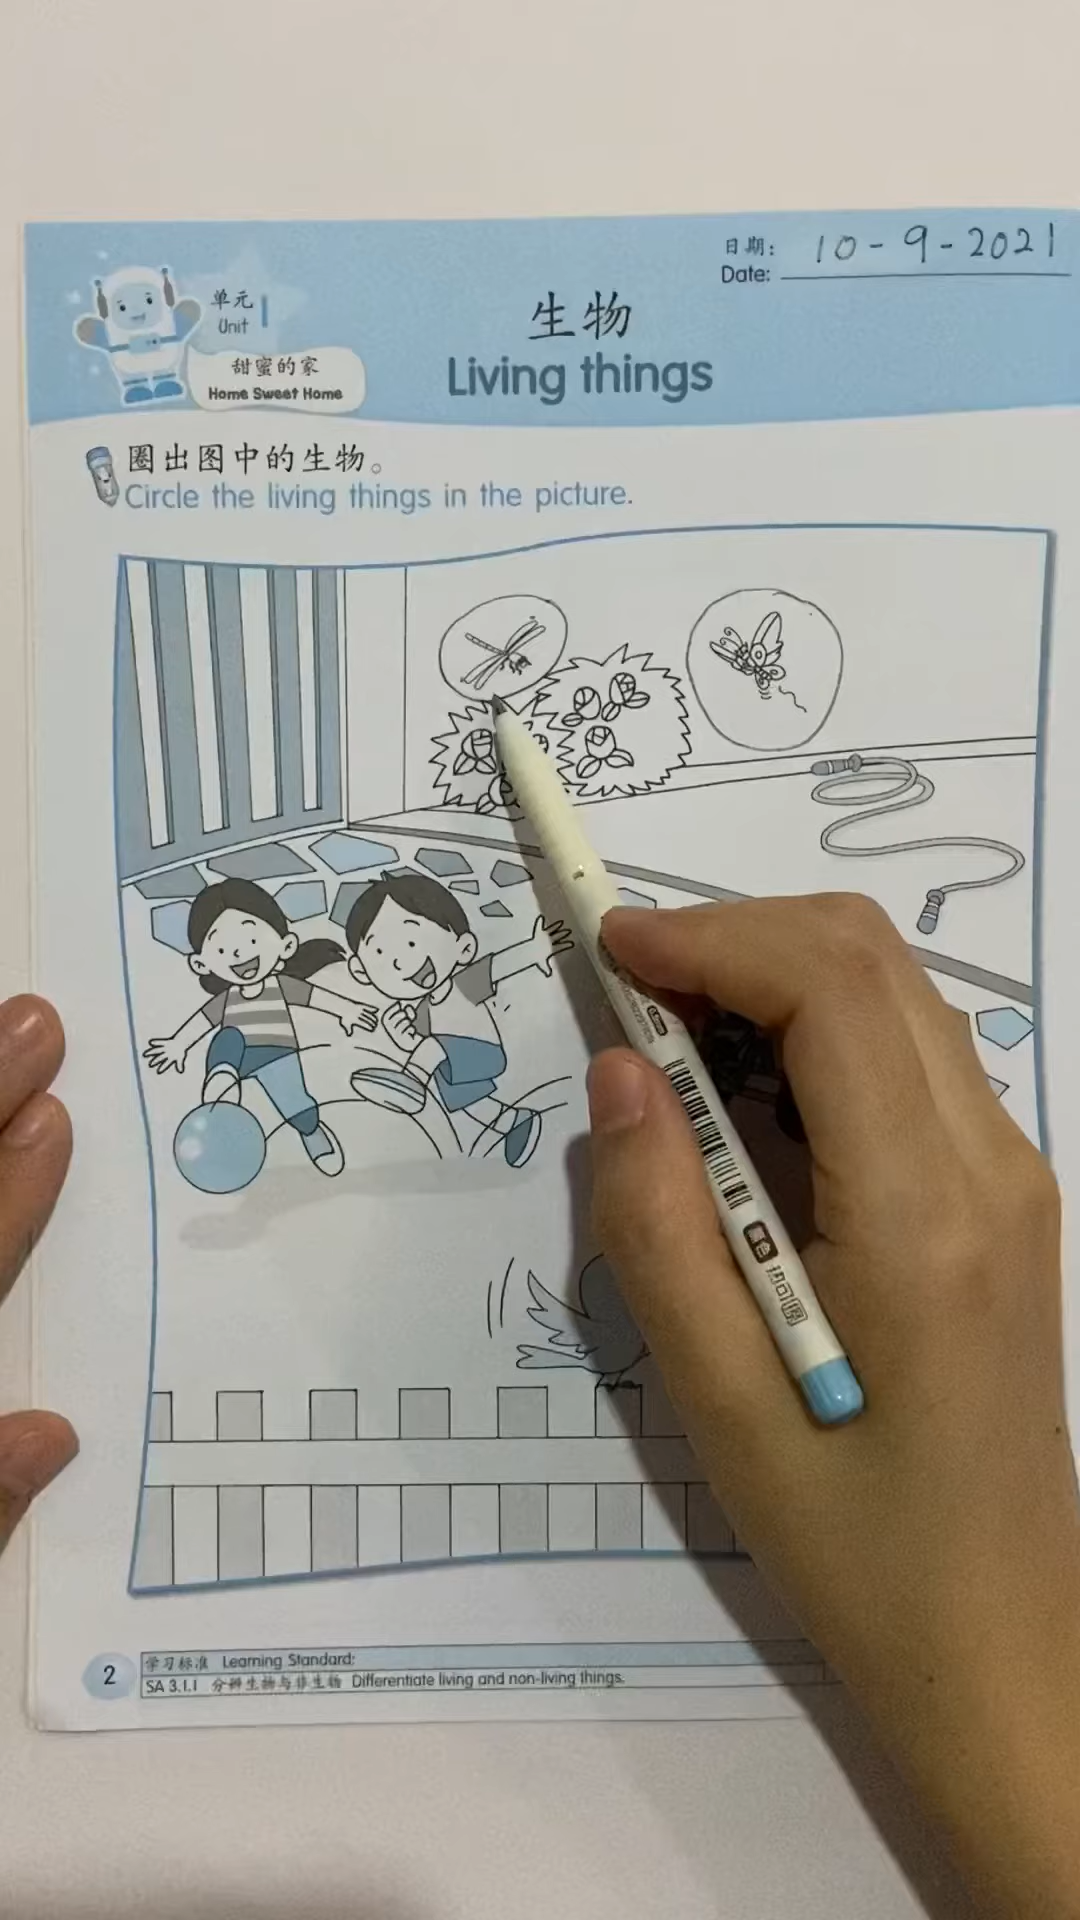 日期:
Date: 10-9-2021
单元 1
Unit
甜蜜的家
Home Sweet Home
生物
Living things
圈出图中的生物。
Circle the living things in the picture.
黑色
2
学习标准 Learning Standard:
SA 3.1.1 分辨生物与非生物 Differentiate living and non-living things.